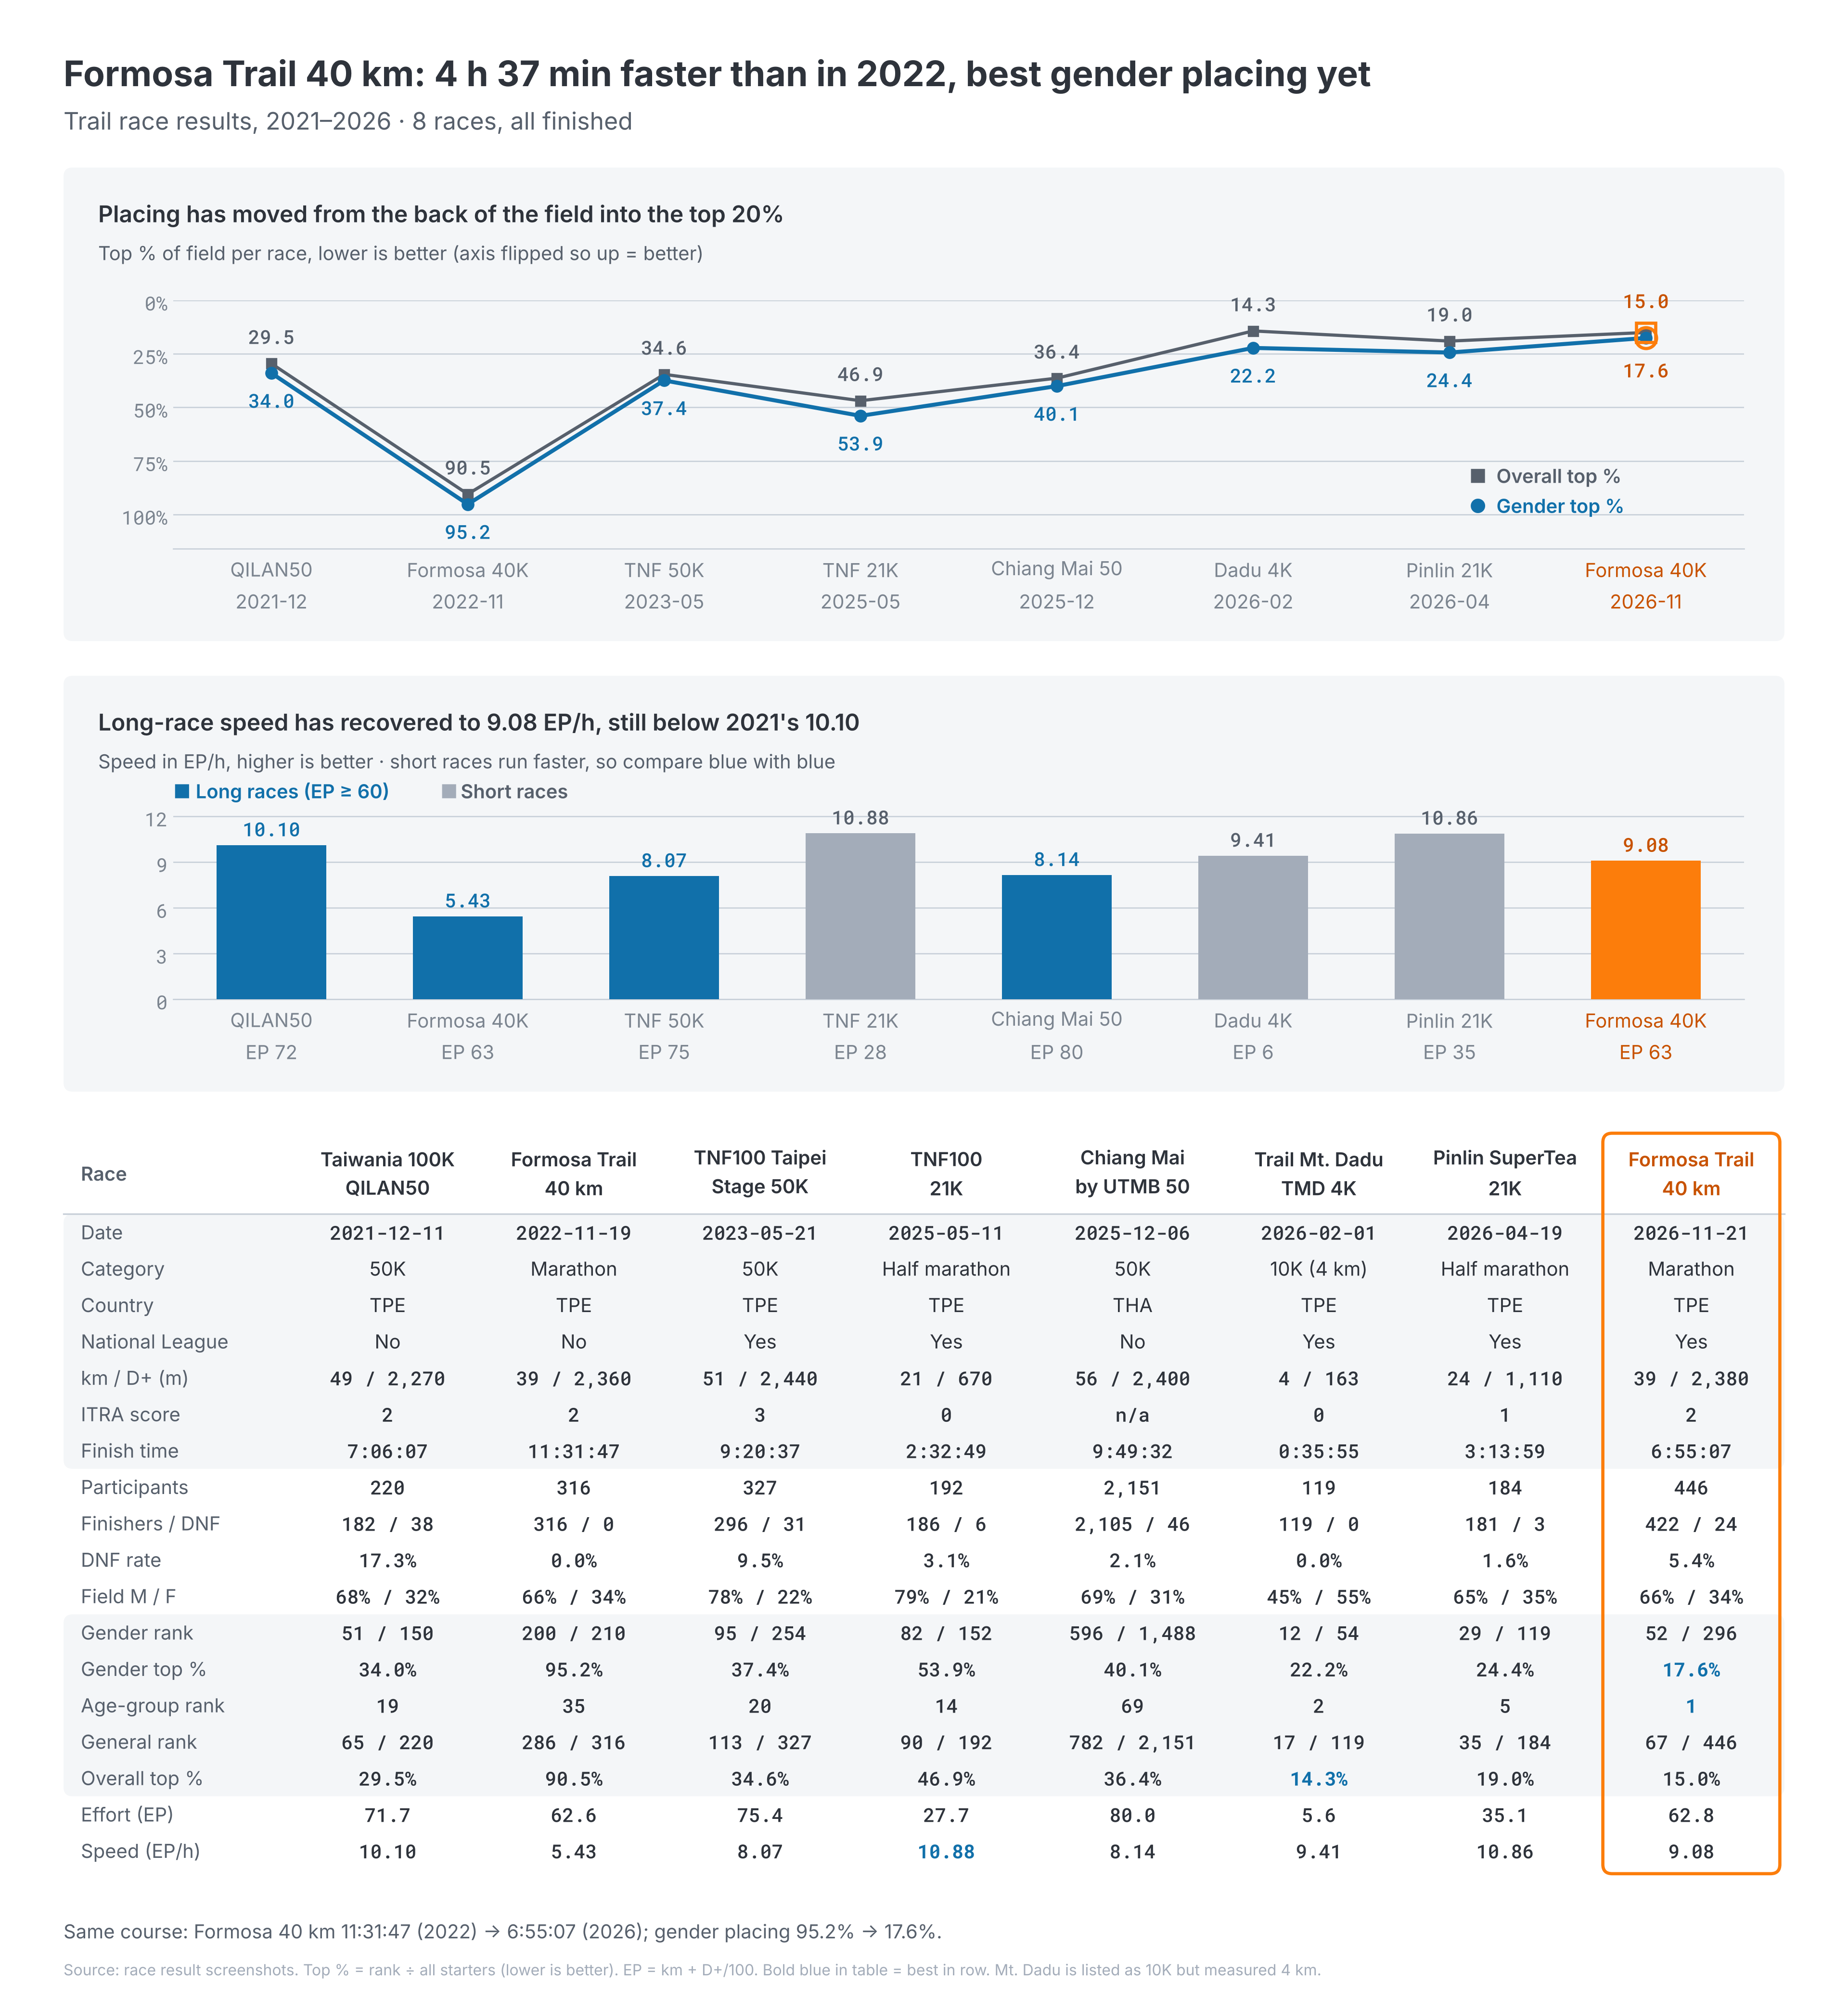 Formosa Trail 40 km: 4 h 37 min faster than in 2022, best gender placing yet
Trail race results, 2021–2026 · 8 races, all finished
Placing has moved from the back of the field into the top 20%
Top % of field per race, lower is better (axis flipped so up = better)
0%
25%
50%
75%
100%
29.5 90.5 34.6 46.9 36.4 14.3 19.0 15.0
34.0 95.2 37.4 53.9 40.1 22.2 24.4 17.6
Overall top %
Gender top %
QILAN50 Formosa 40K TNF 50K TNF 21K Chiang Mai 50 Dadu 4K Pinlin 21K Formosa 40K
2021-12 2022-11 2023-05 2025-05 2025-12 2026-02 2026-04 2026-11
Long-race speed has recovered to 9.08 EP/h, still below 2021's 10.10
Speed in EP/h, higher is better · short races run faster, so compare blue with blue
Long races (EP ≥ 60) Short races
12
9
6
3
0
10.10 5.43 8.07 10.88 8.14 9.41 10.86 9.08
QILAN50 Formosa 40K TNF 50K TNF 21K Chiang Mai 50 Dadu 4K Pinlin 21K Formosa 40K
EP 72 EP 63 EP 75 EP 28 EP 80 EP 6 EP 35 EP 63
Taiwania 100K Formosa Trail TNF100 Taipei TNF100 Chiang Mai Trail Mt. Dadu Pinlin SuperTea Formosa Trail
Race
QILAN50 40 km Stage 50K 21K by UTMB 50 TMD 4K 21K 40 km
Date 2021-12-11 2022-11-19 2023-05-21 2025-05-11 2025-12-06 2026-02-01 2026-04-19 2026-11-21
Category 50K Marathon 50K Half marathon 50K 10K (4 km) Half marathon Marathon
Country TPE TPE TPE TPE THA TPE TPE TPE
National League No No Yes Yes No Yes Yes Yes
km / D+ (m) 49 / 2,270 39 / 2,360 51 / 2,440 21 / 670 56 / 2,400 4 / 163 24 / 1,110 39 / 2,380
ITRA score 2 2 3 0 n/a 0 1 2
Finish time 7:06:07 11:31:47 9:20:37 2:32:49 9:49:32 0:35:55 3:13:59 6:55:07
Participants 220 316 327 192 2,151 119 184 446
Finishers / DNF 182 / 38 316 / 0 296 / 31 186 / 6 2,105 / 46 119 / 0 181 / 3 422 / 24
DNF rate 17.3% 0.0% 9.5% 3.1% 2.1% 0.0% 1.6% 5.4%
Field M / F 68% / 32% 66% / 34% 78% / 22% 79% / 21% 69% / 31% 45% / 55% 65% / 35% 66% / 34%
Gender rank 51 / 150 200 / 210 95 / 254 82 / 152 596 / 1,488 12 / 54 29 / 119 52 / 296
Gender top % 34.0% 95.2% 37.4% 53.9% 40.1% 22.2% 24.4% 17.6%
Age-group rank 19 35 20 14 69 2 5 1
General rank 65 / 220 286 / 316 113 / 327 90 / 192 782 / 2,151 17 / 119 35 / 184 67 / 446
Overall top % 29.5% 90.5% 34.6% 46.9% 36.4% 14.3% 19.0% 15.0%
Effort (EP) 71.7 62.6 75.4 27.7 80.0 5.6 35.1 62.8
Speed (EP/h) 10.10 5.43 8.07 10.88 8.14 9.41 10.86 9.08
Same course: Formosa 40 km 11:31:47 (2022) → 6:55:07 (2026); gender placing 95.2% → 17.6%.
Source: race result screenshots. Top % = rank ÷ all starters (lower is better). EP = km + D+/100. Bold blue in table = best in row. Mt. Dadu is listed as 10K but measured 4 km.